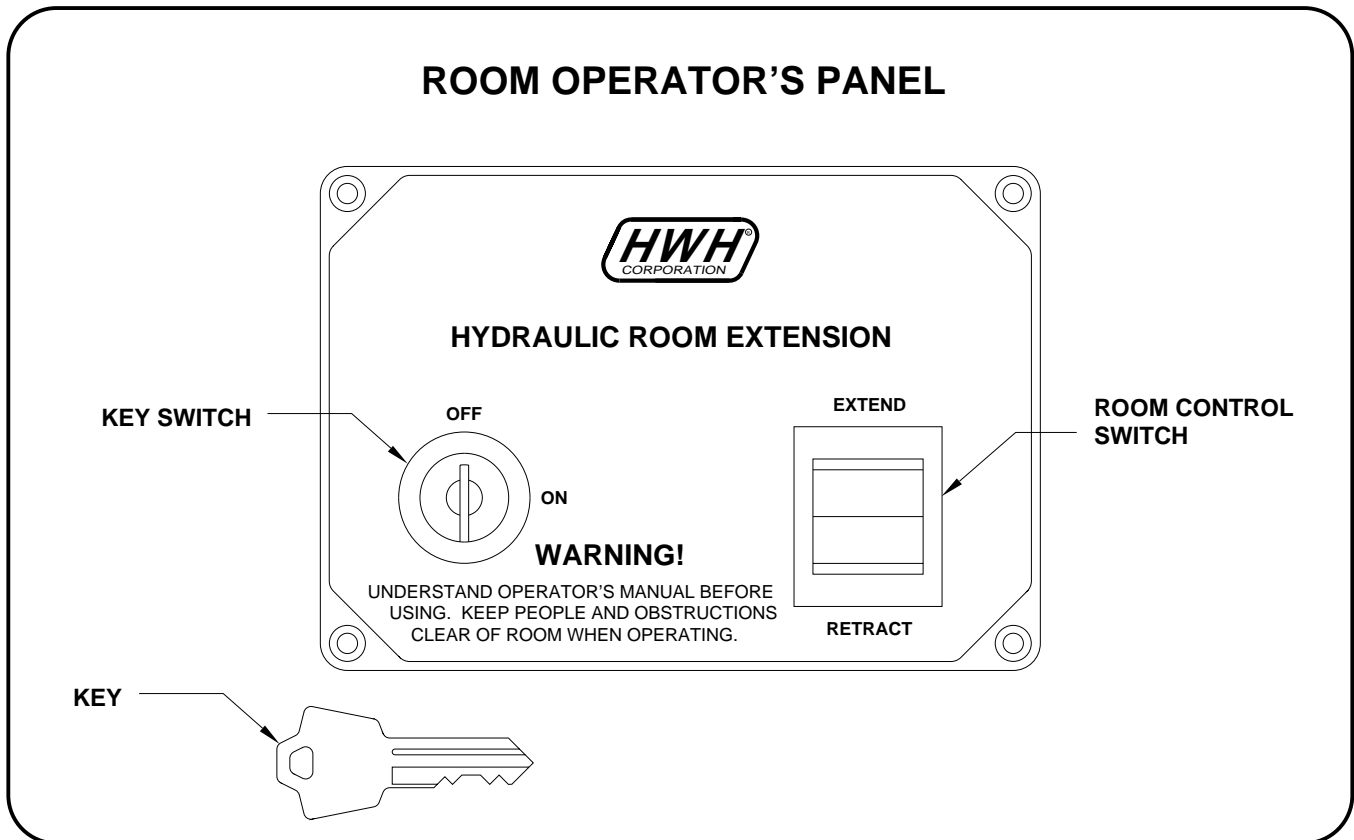 ROOM OPERATOR’S PANEL
HWH®
CORPORATION
HYDRAULIC ROOM EXTENSION
KEY SWITCH
OFF
ON
EXTEND
RETRACT
ROOM CONTROL
SWITCH
WARNING!
UNDERSTAND OPERATOR’S MANUAL BEFORE
USING. KEEP PEOPLE AND OBSTRUCTIONS
CLEAR OF ROOM WHEN OPERATING.
KEY